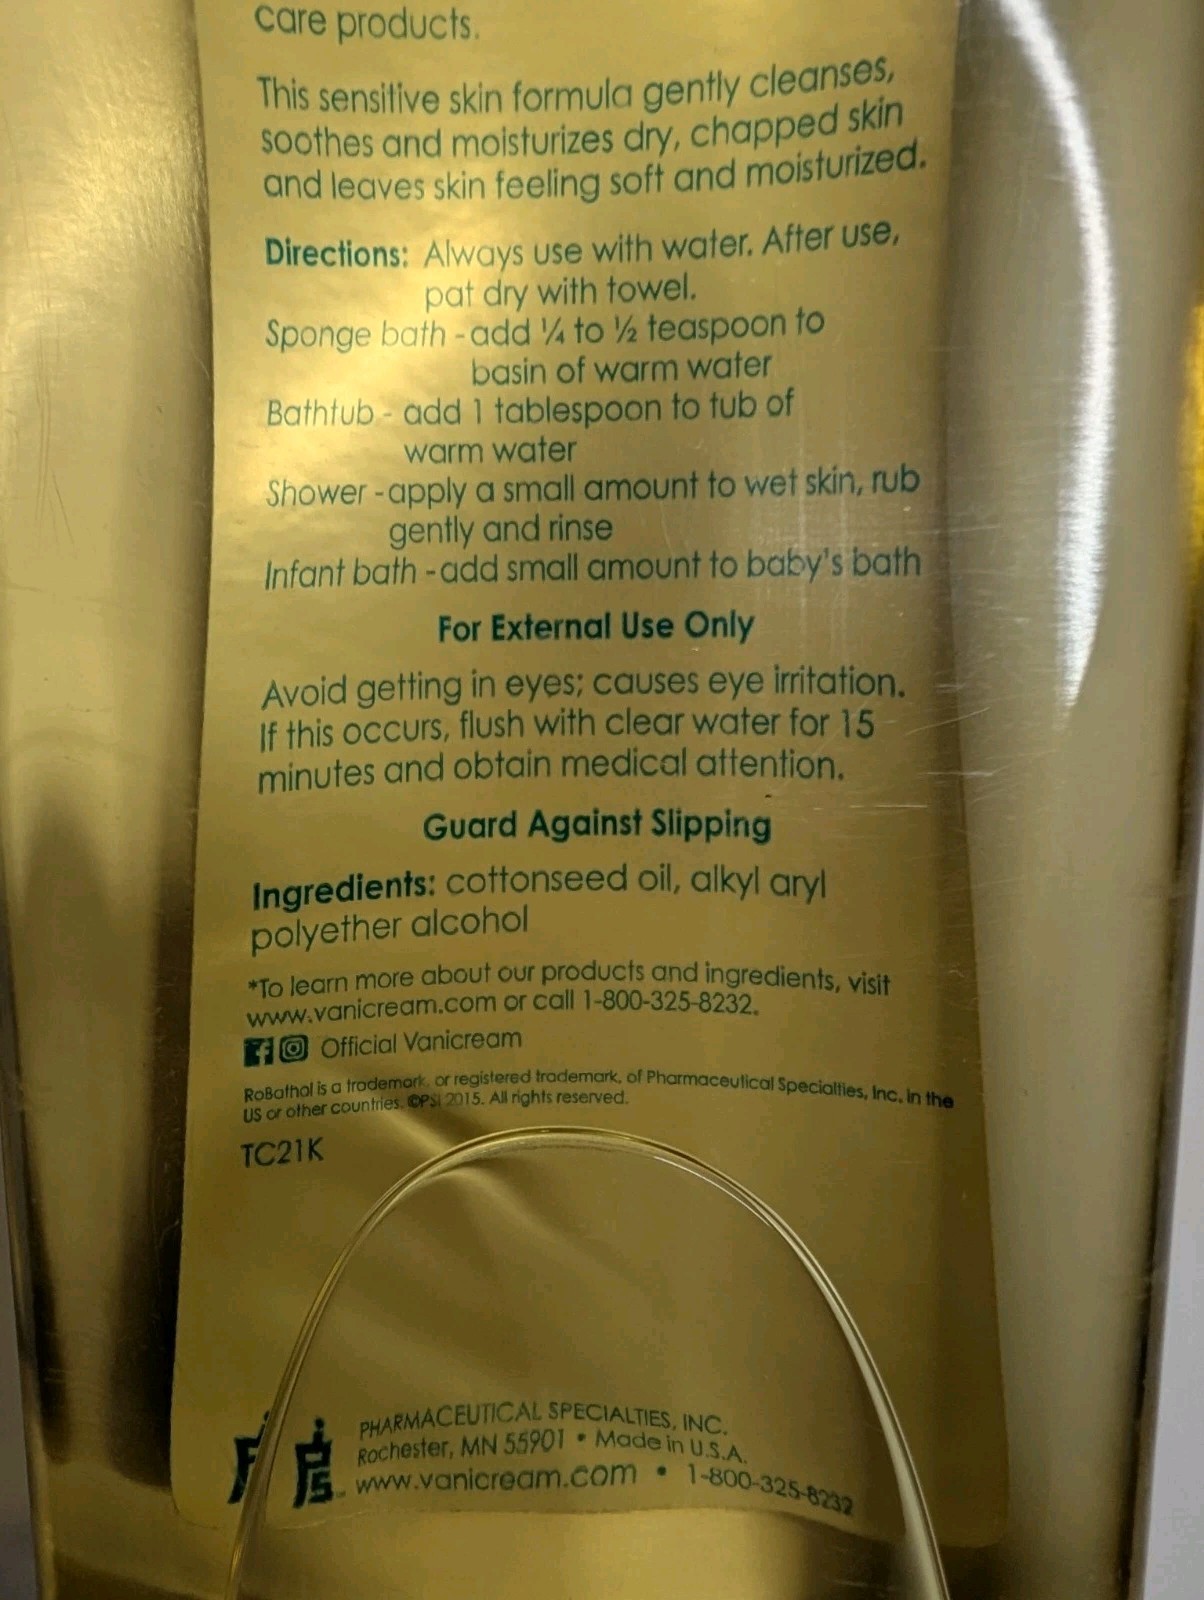 care products.
This sensitive skin formula gently cleanses,
soothes and moisturizes dry, chapped skin
and leaves skin feeling soft and moisturized.
Directions: Always use with water. After use,
pat dry with towel.
Sponge bath - add ¼ to ½ teaspoon to
basin of warm water
Bathtub - add 1 tablespoon to tub of
warm water
Shower - apply a small amount to wet skin, rub
gently and rinse
Infant bath - add small amount to baby's bath
For External Use Only
Avoid getting in eyes; causes eye irritation.
If this occurs, flush with clear water for 15
minutes and obtain medical attention.
Guard Against Slipping
Ingredients: cottonseed oil, alkyl aryl
polyether alcohol
*To learn more about our products and ingredients, visit
www.vanicream.com or call 1-800-325-8232.
Official Vanicream
RoBathol is a trademark, or registered trademark, of Pharmaceutical Specialties, Inc. in the
US or other countries. ©PSI 2015. All rights reserved.
TC21K
PHARMACEUTICAL SPECIALTIES, INC.
Rochester, MN 55901 • Made in U.S.A.
www.vanicream.com • 1-800-325-8232